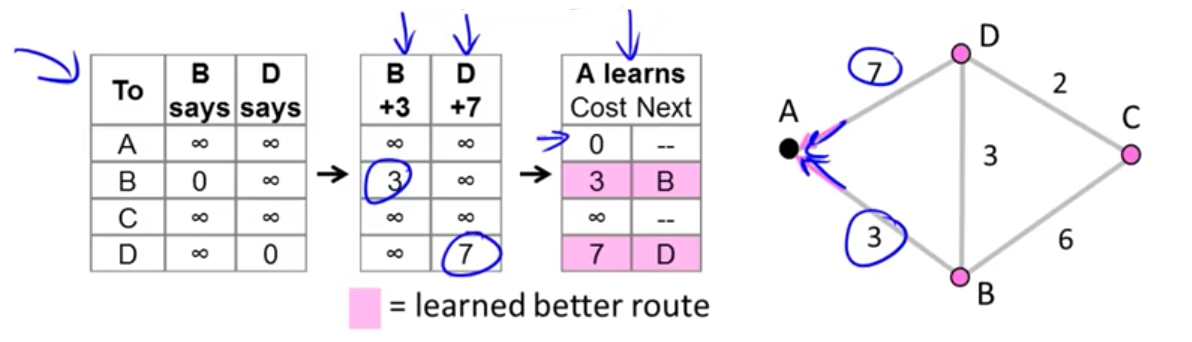 To B says D says
A ∞ ∞
B 0 ∞
C ∞ ∞
D ∞ 0
B +3 D +7
∞ ∞
3 ∞
∞ ∞
∞ 7
A learns
Cost Next
0 --
3 B
∞ --
7 D
= learned better route
D
7
2
A
C
3
3
6
B